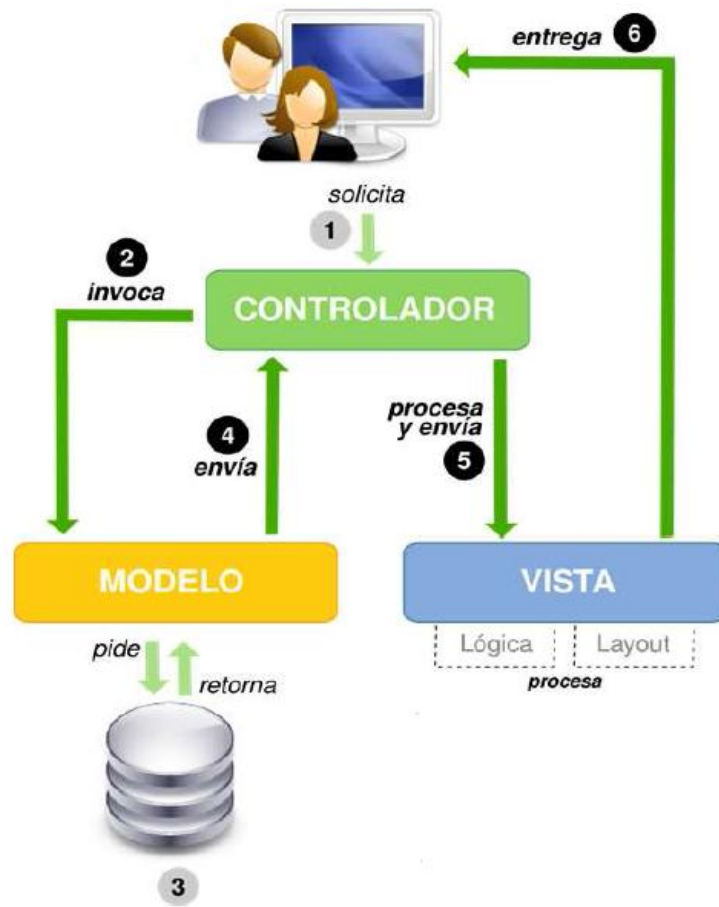 entrega 6
solicita
1
2
invoca
CONTROLADOR
4
envía
procesa
y envía
5
MODELO
VISTA
pide
retorna
Lógica
Layout
procesa
3